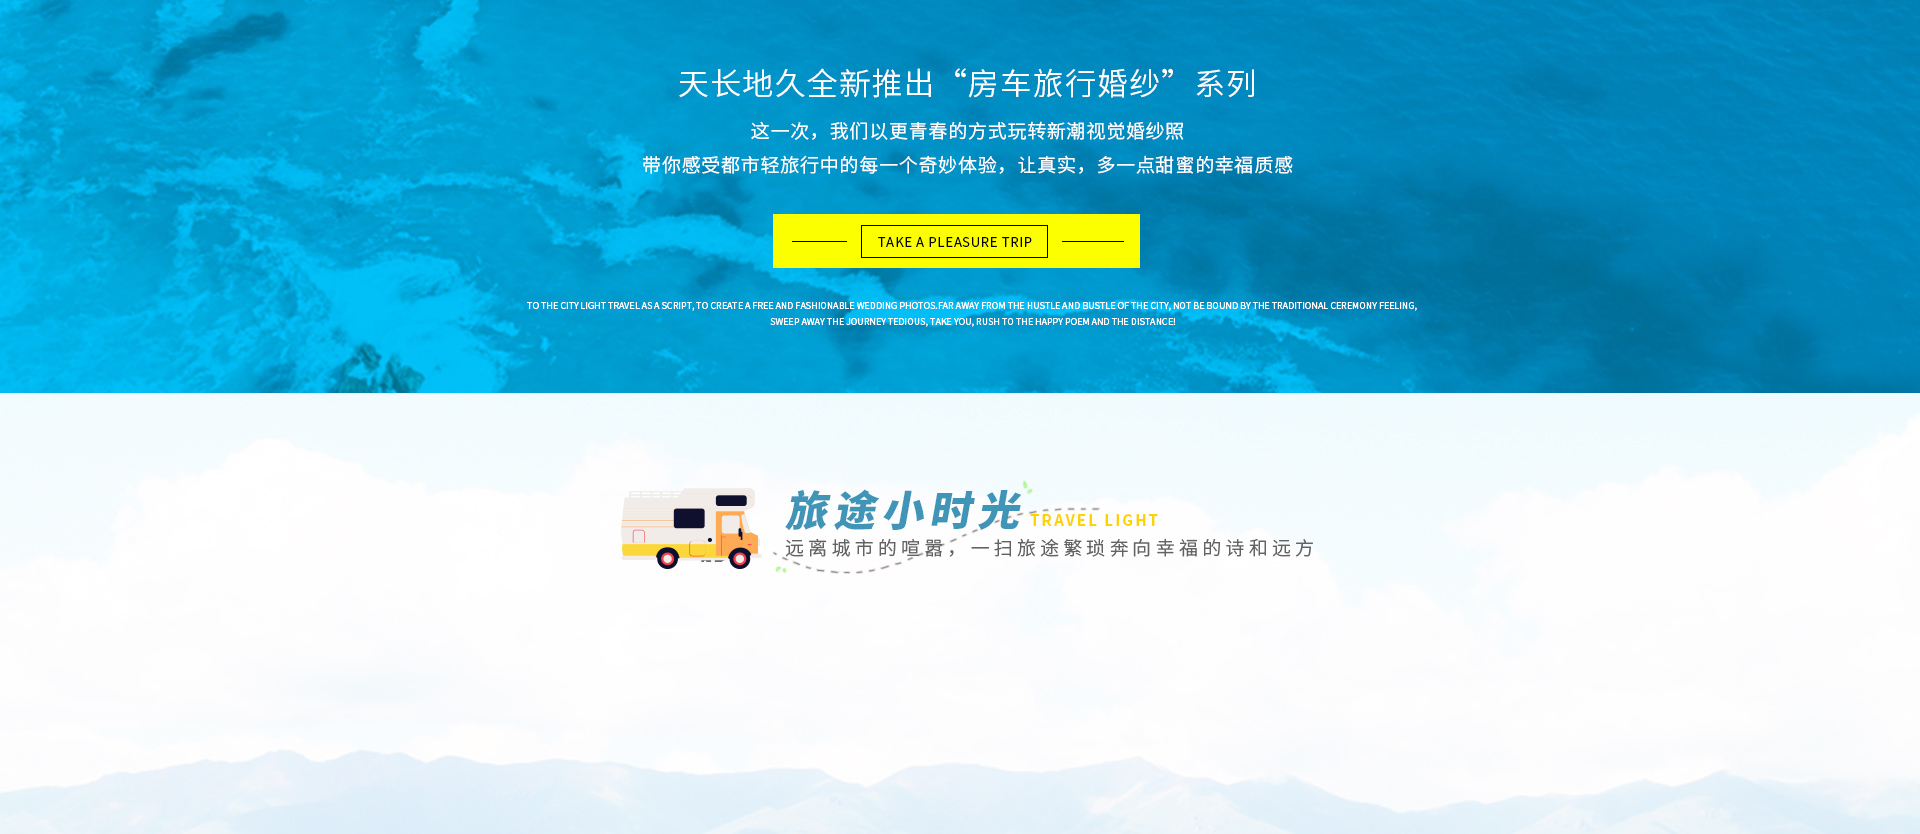 天长地久全新推出“房车旅行婚纱”系列
这一次，我们以更青春的方式玩转新潮视觉婚纱照
带你感受都市轻旅行中的每一个奇妙体验，让真实，多一点甜蜜的幸福质感
TAKE A PLEASURE TRIP
TO THE CITY LIGHT TRAVEL AS A SCRIPT, TO CREATE A FREE AND FASHIONABLE WEDDING PHOTOS.FAR AWAY FROM THE HUSTLE AND BUSTLE OF THE CITY, NOT BE BOUND BY THE TRADITIONAL CEREMONY FEELING,
SWEEP AWAY THE JOURNEY TEDIOUS, TAKE YOU, RUSH TO THE HAPPY POEM AND THE DISTANCE!
旅途小时光 TRAVEL LIGHT
远离城市的喧嚣，一扫旅途繁琐奔向幸福的诗和远方